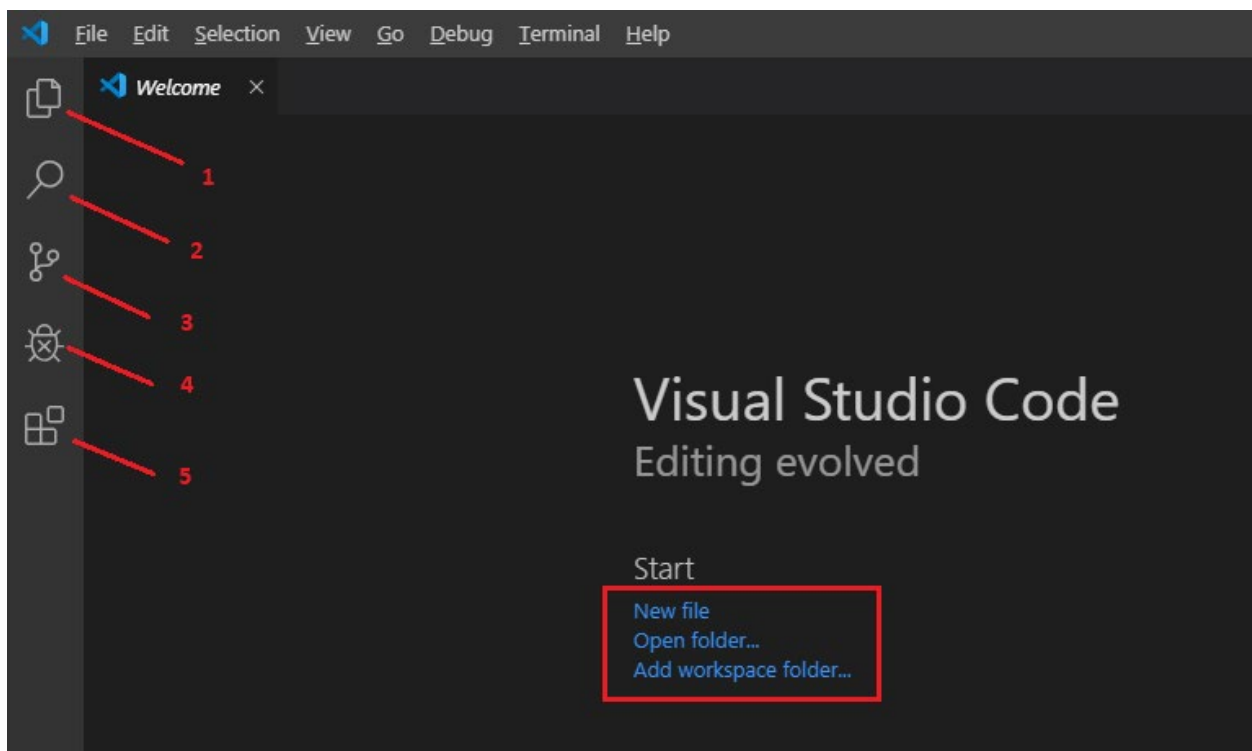 File Edit Selection View Go Debug Terminal Help
Welcome
1
2
3
4
5
Visual Studio Code
Editing evolved
Start
New file
Open folder...
Add workspace folder...